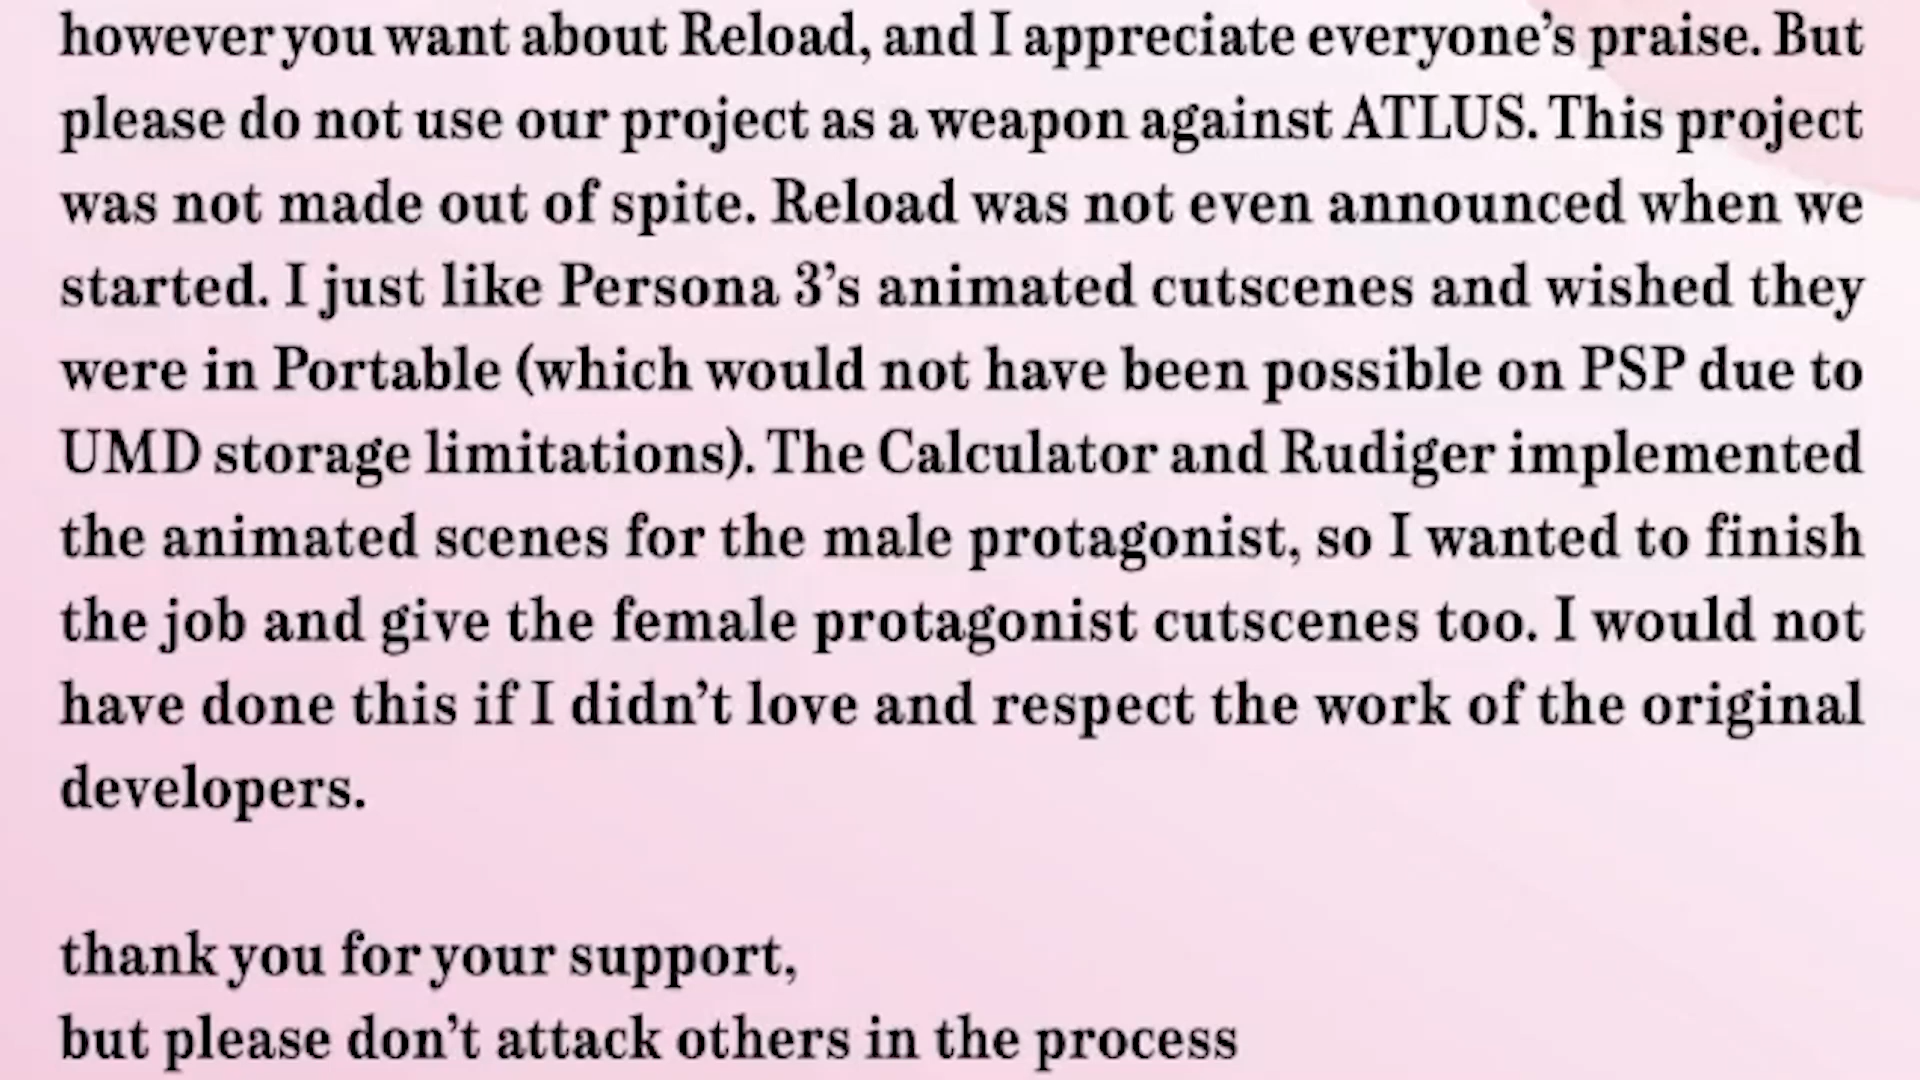 however you want about Reload, and I appreciate everyone’s praise. But
please do not use our project as a weapon against ATLUS. This project
was not made out of spite. Reload was not even announced when we
started. I just like Persona 3’s animated cutscenes and wished they
were in Portable (which would not have been possible on PSP due to
UMD storage limitations). The Calculator and Rudiger implemented
the animated scenes for the male protagonist, so I wanted to finish
the job and give the female protagonist cutscenes too. I would not
have done this if I didn’t love and respect the work of the original
developers.
thank you for your support,
but please don’t attack others in the process